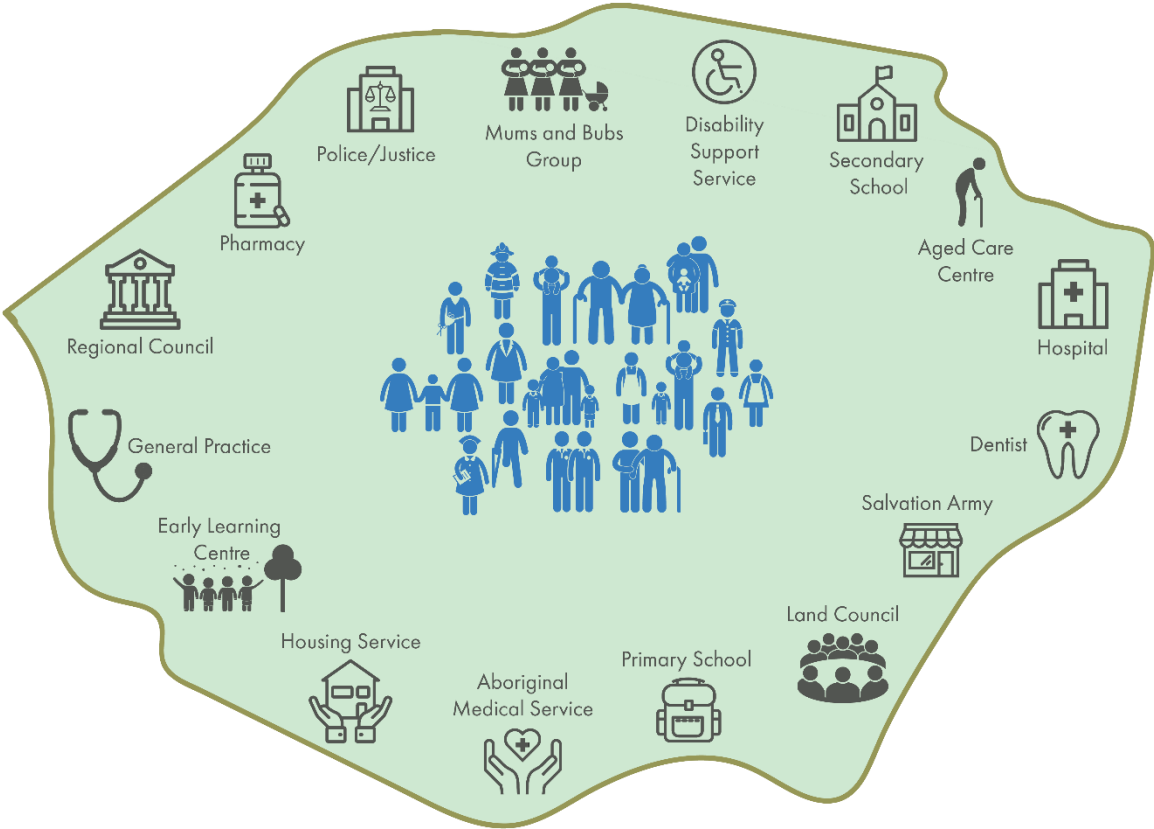 Police/Justice
Mums and Bubs
Group
Disability
Support
Service
Secondary
School
Pharmacy
Aged Care
Centre
Regional Council
Hospital
General Practice
Dentist
Early Learning
Centre
Salvation Army
Housing Service
Land Council
Aboriginal
Medical Service
Primary School